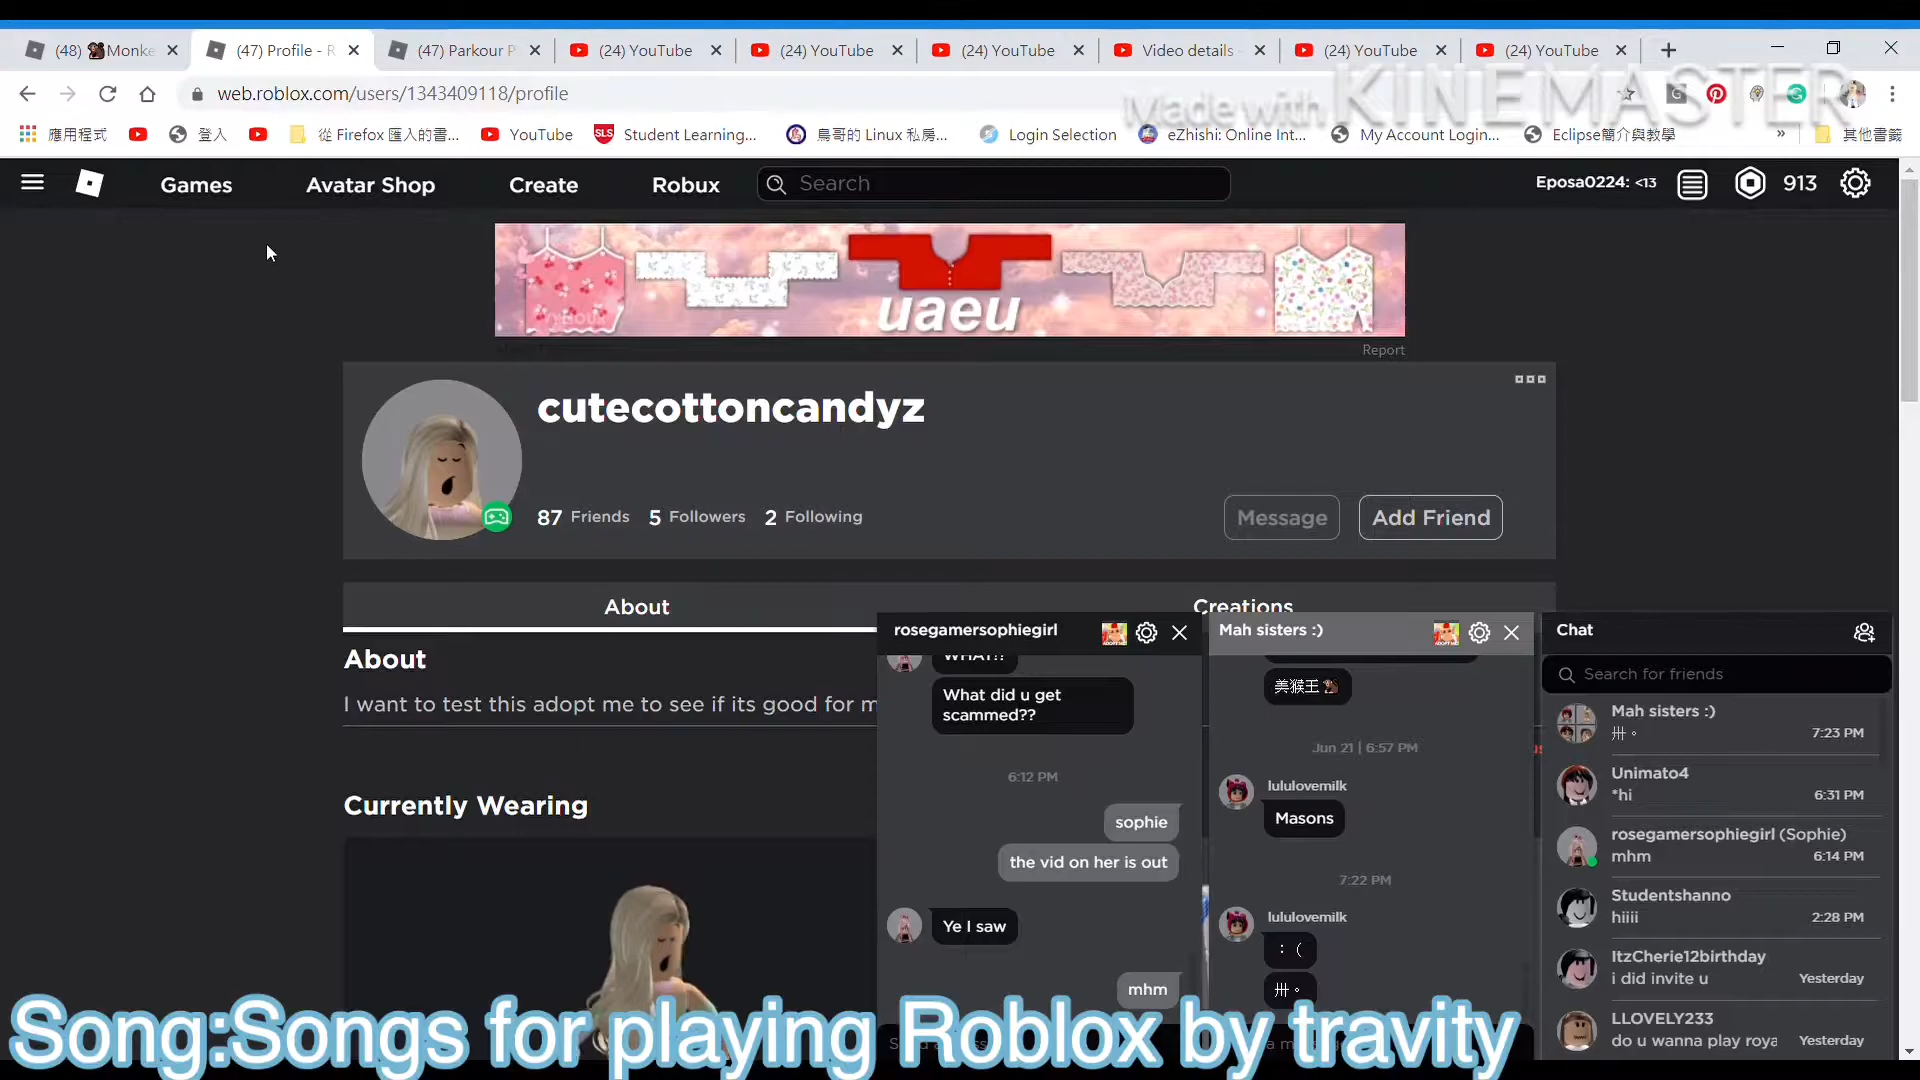 (48) Monke
(47) Profile - R
(47) Parkour P
(24) YouTube
(24) YouTube
(24) YouTube
Video details -
(24) YouTube
(24) YouTube
web.roblox.com/users/1343409118/profile
Made with KINEMASTER
應用程式
登入
從 Firefox 匯入的書...
YouTube
SLS Student Learning...
鳥哥的 Linux 私房...
Login Selection
eZhishi: Online Int...
My Account Login...
Eclipse簡介與教學
»
其他書籤
Games
Avatar Shop
Create
Robux
Search
Eposa0224: <13
913
uaeu
Report
cutecottoncandyz
87 Friends 5 Followers 2 Following
Message
Add Friend
About
Creations
About
I want to test this adopt me to see if its good for m
Currently Wearing
rosegamersophiegirl
WHAT!!
What did u get
scammed??
6:12 PM
sophie
the vid on her is out
Ye I saw
mhm
Mah sisters :)
美猴王
Jun 21 | 6:57 PM
lululovemilk
Masons
7:22 PM
lululovemilk
：（
卅。
Chat
Search for friends
Mah sisters :)
卅。 7:23 PM
Unimato4
*hi 6:31 PM
rosegamersophiegirl (Sophie)
mhm 6:14 PM
Studentshanno
hiiii 2:28 PM
ItzCherie12birthday
i did invite u Yesterday
LLOVELY233
do u wanna play roya Yesterday
Song:Songs for playing Roblox by travity